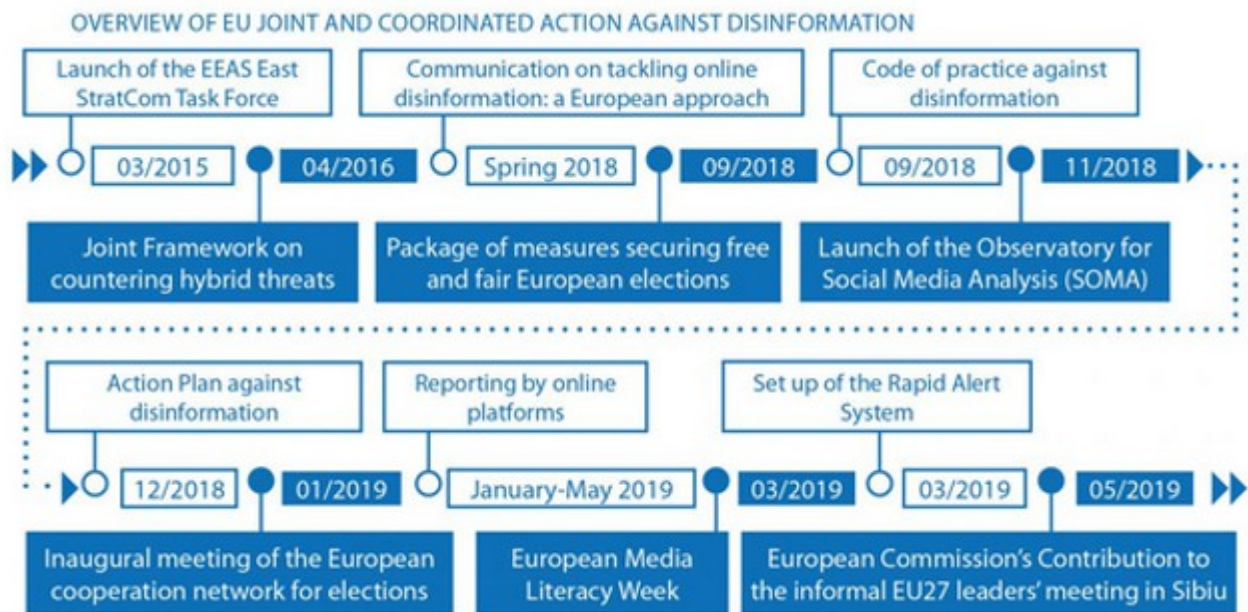 OVERVIEW OF EU JOINT AND COORDINATED ACTION AGAINST DISINFORMATION
Launch of the EEAS East
StratCom Task Force
Communication on tackling online
disinformation: a European approach
Code of practice against
disinformation
03/2015
04/2016
Spring 2018
09/2018
09/2018
11/2018
Joint Framework on
countering hybrid threats
Package of measures securing free
and fair European elections
Launch of the Observatory for
Social Media Analysis (SOMA)
Action Plan against
disinformation
Reporting by online
platforms
Set up of the Rapid Alert
System
12/2018
01/2019
January-May 2019
03/2019
03/2019
05/2019
Inaugural meeting of the European
cooperation network for elections
European Media
Literacy Week
European Commission's Contribution to
the informal EU27 leaders' meeting in Sibiu